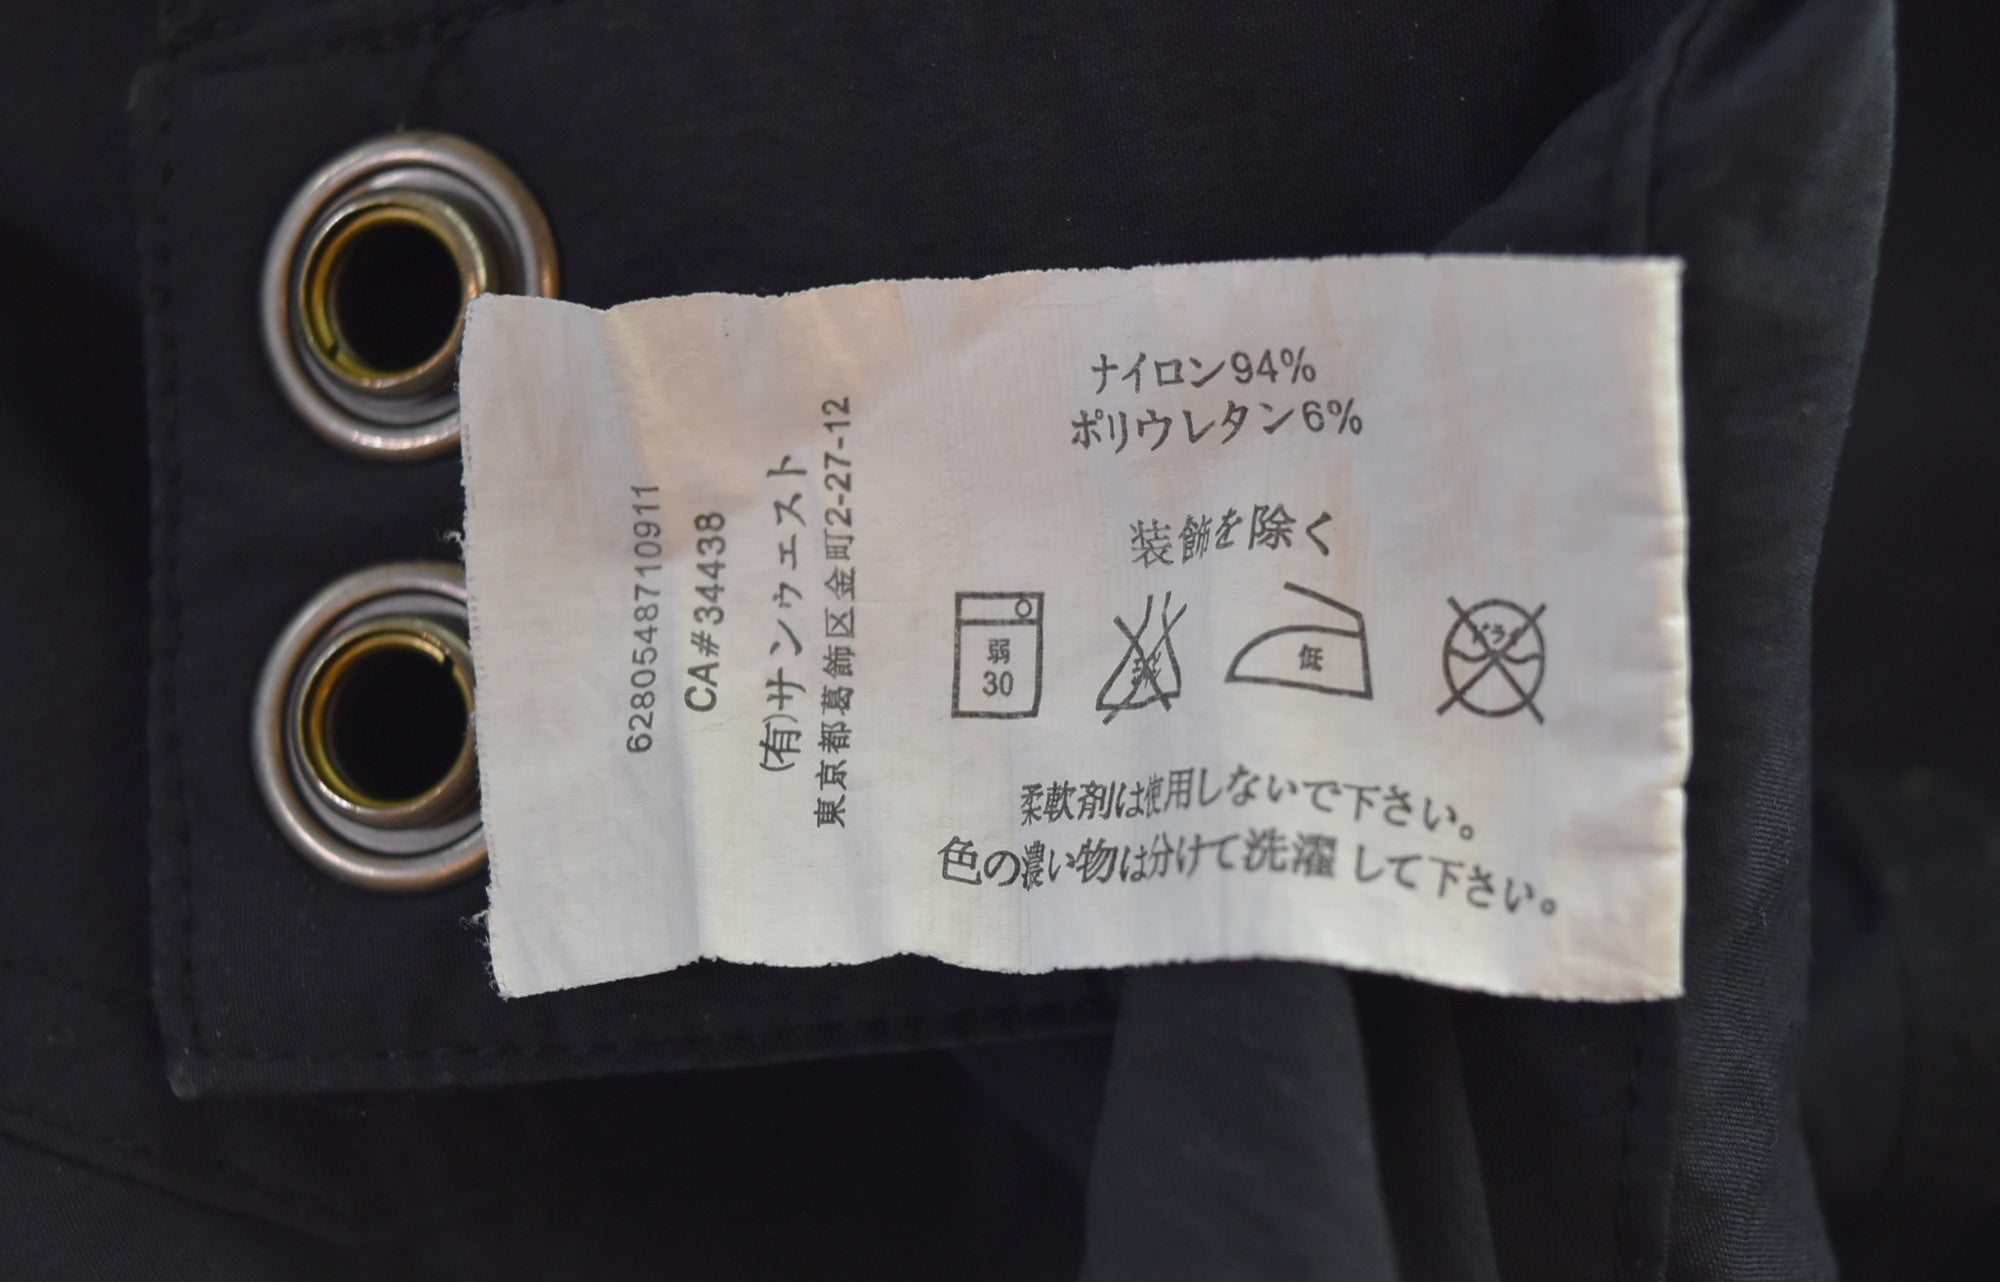 ナイロン94%
ポリウレタン6%
装飾を除く
弱
30
低
柔軟剤は使用しないで下さい。
色の濃い物は分けて洗濯して下さい。
6280548710911
CA#34438
(有)サンウェスト
東京都葛飾区金町2-27-12